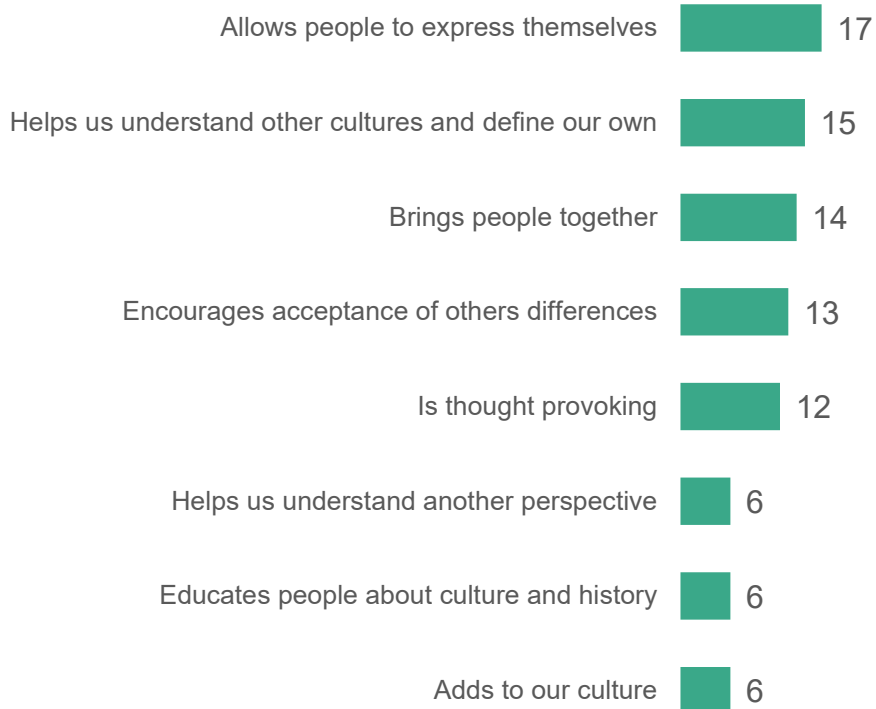 Allows people to express themselves 17
Helps us understand other cultures and define our own 15
Brings people together 14
Encourages acceptance of others differences 13
Is thought provoking 12
Helps us understand another perspective 6
Educates people about culture and history 6
Adds to our culture 6